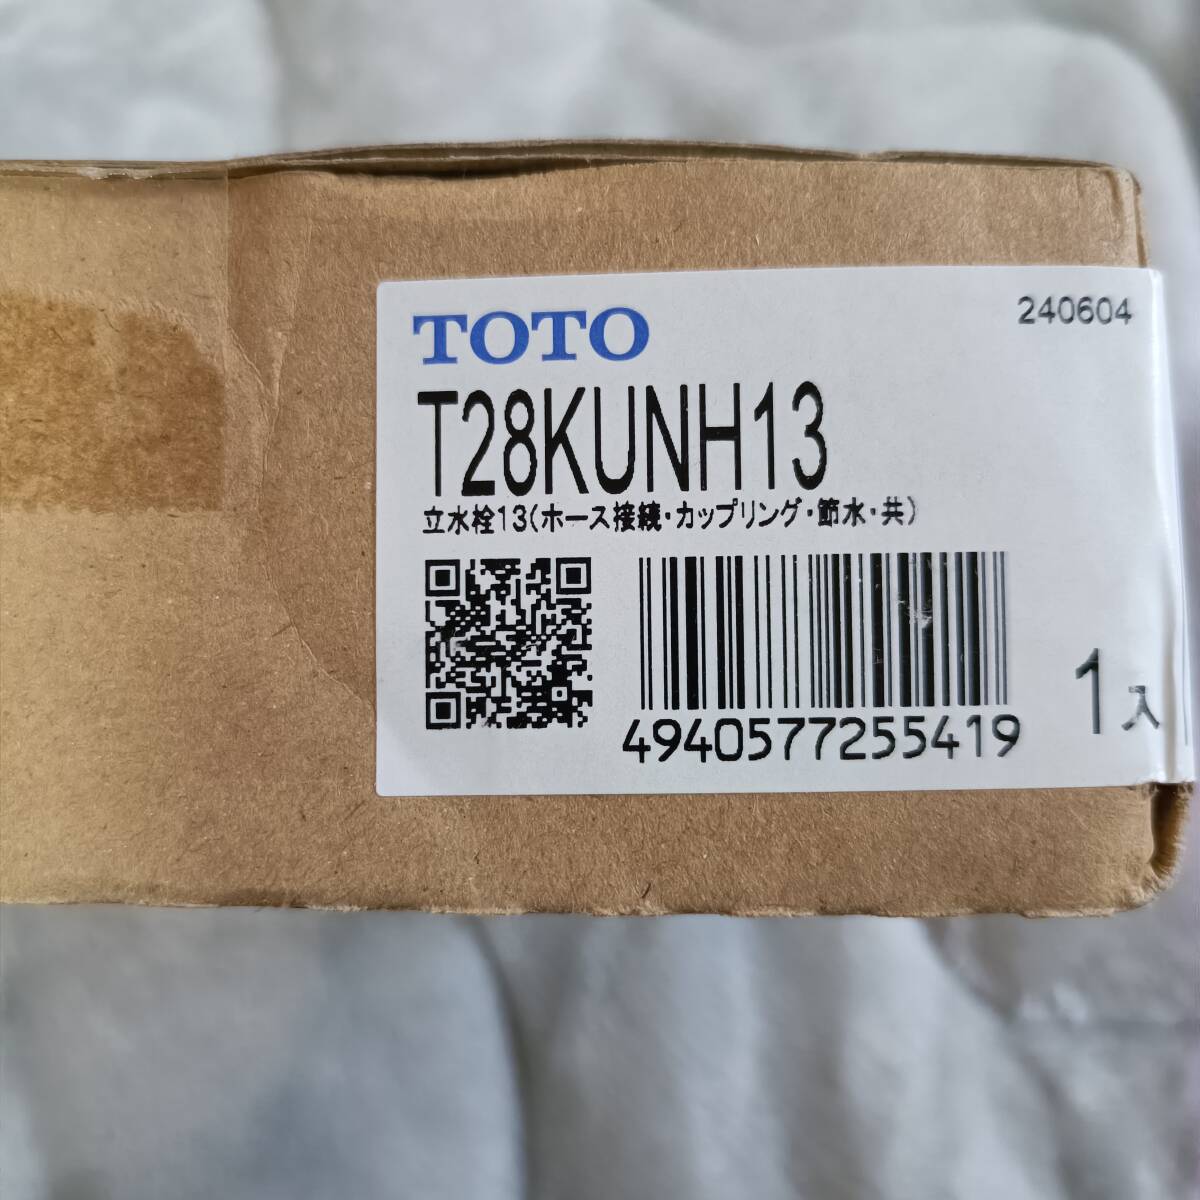 TOTO 240604
T28KUNH13
立水栓13(ホース接続・カップリング・節水・共)
4940577255419
1入